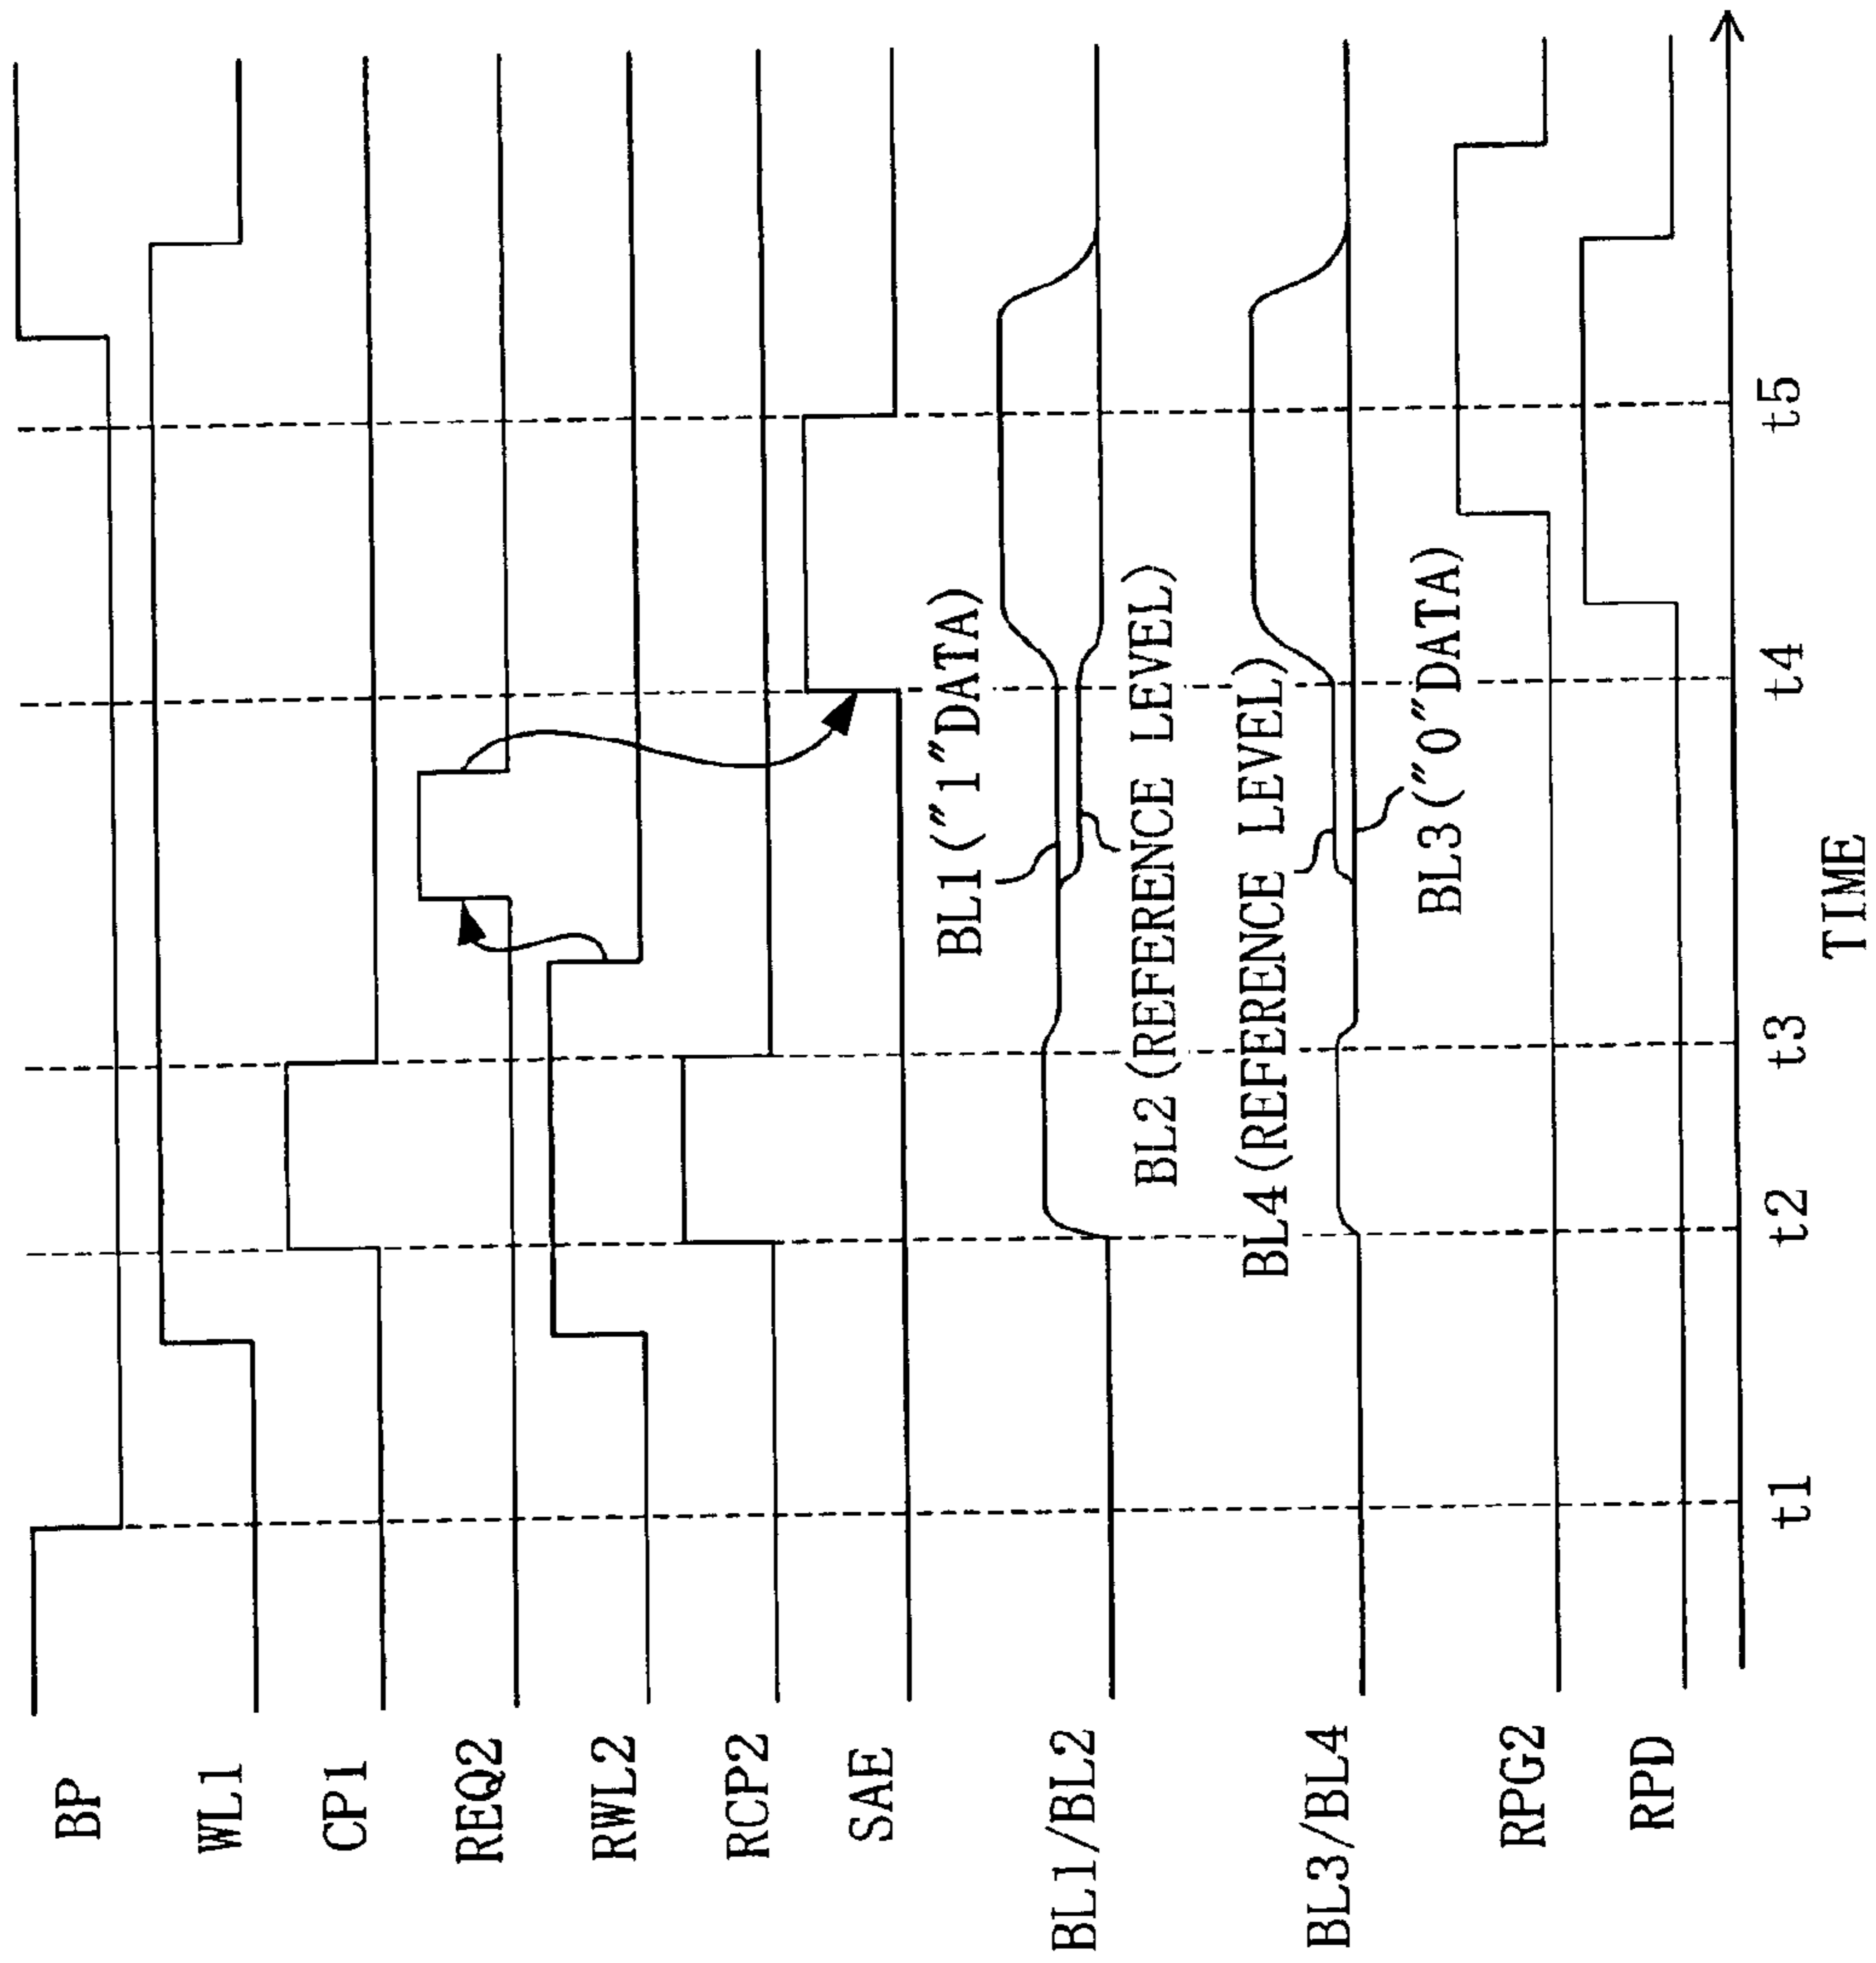 BP
WL1
CP1
REQ2
RWL2
RCP2
SAE
BL1 ("1"DATA)
BL1/BL2
BL2 (REFERENCE LEVEL)
BL4 (REFERENCE LEVEL)
BL3/BL4
BL3 ("0"DATA)
RPG2
RPD
t1 t2 t3 t4 t5
TIME